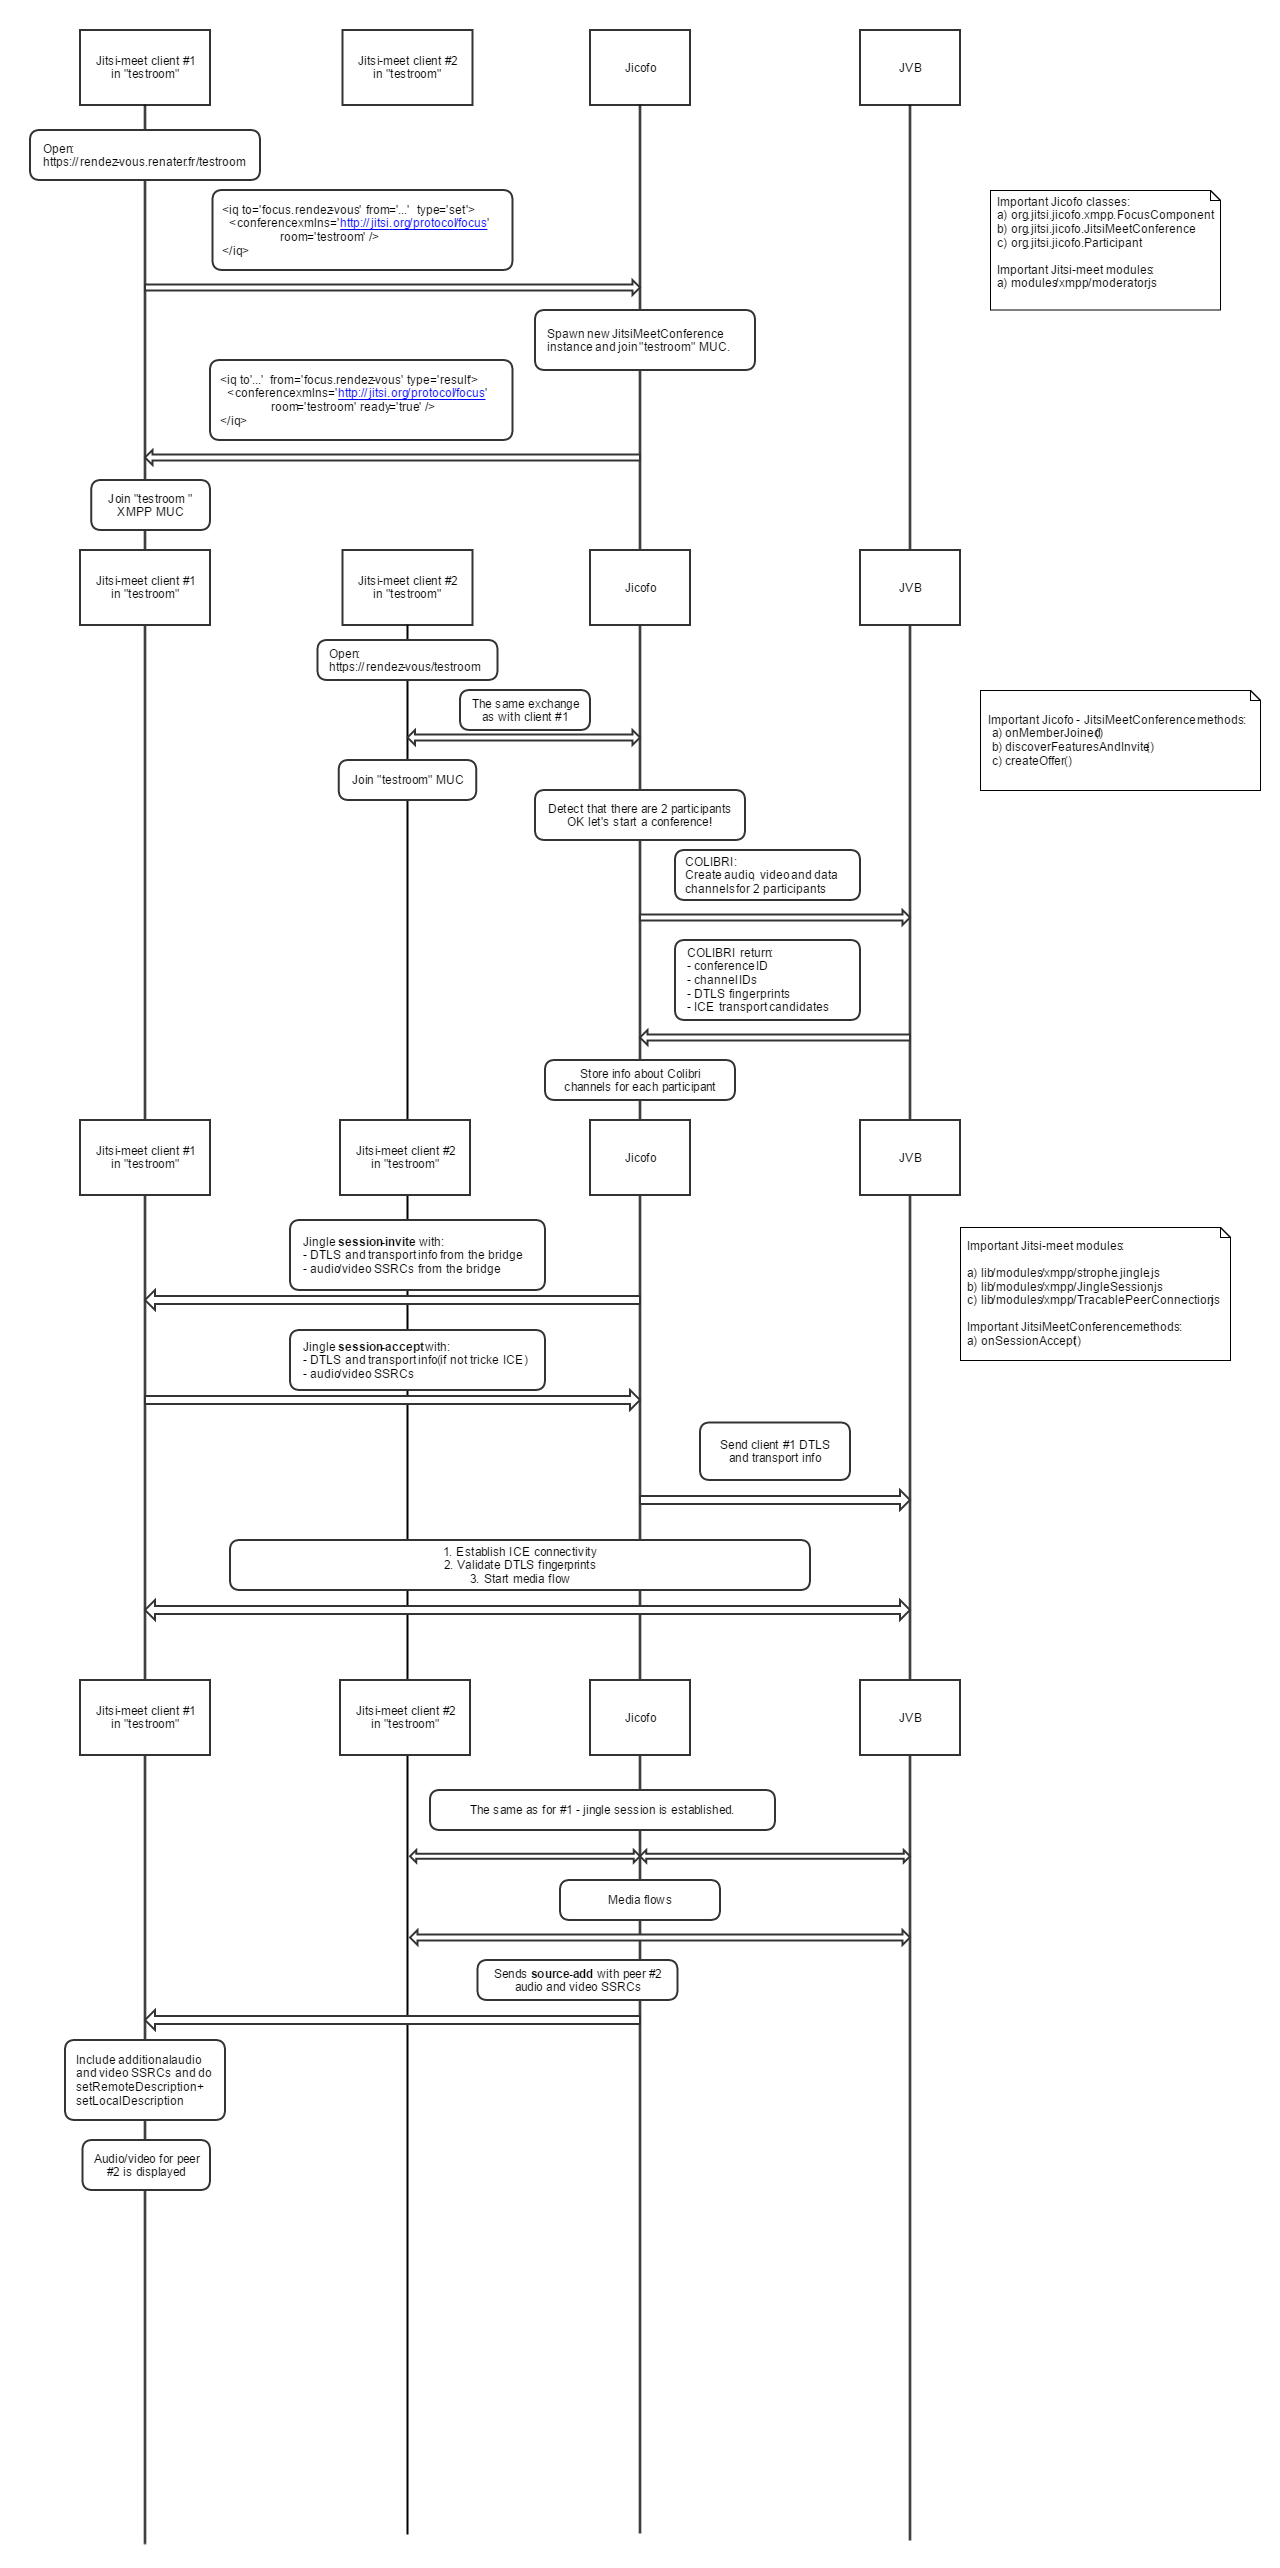 Jitsi-meet client #1
in "testroom"
Jitsi-meet client #2
in "testroom"
Jicofo
JVB
Open:
https://rendez-vous.renater.fr/testroom
<iq to='focus.rendez-vous' from='...' type='set'>
<conference xmlns='http://jitsi.org/protocol/focus'
room='testroom' />
</iq>
Important Jicofo classes:
a) org.jitsi.jicofo.xmpp.FocusComponent
b) org.jitsi.jicofo.JitsiMeetConference
c) org.jitsi.jicofo.Participant
Important Jitsi-meet modules:
a) modules/xmpp/moderator.js
Spawn new JitsiMeetConference
instance and join "testroom" MUC.
<iq to'...' from='focus.rendez-vous' type='result'>
<conference xmlns='http://jitsi.org/protocol/focus'
room='testroom' ready='true' />
</iq>
Join "testroom "
XMPP MUC
Jitsi-meet client #1
in "testroom"
Jitsi-meet client #2
in "testroom"
Jicofo
JVB
Open:
https://rendez-vous/testroom
The same exchange
as with client #1
Important Jicofo - JitsiMeetConference methods:
a) onMemberJoined()
b) discoverFeaturesAndInvite()
c) createOffer()
Join "testroom" MUC
Detect that there are 2 participants
OK let's start a conference!
COLIBRI:
Create audio, video and data
channels for 2 participants
COLIBRI return:
- conference ID
- channel IDs
- DTLS fingerprints
- ICE transport candidates
Store info about Colibri
channels for each participant
Jitsi-meet client #1
in "testroom"
Jitsi-meet client #2
in "testroom"
Jicofo
JVB
Jingle session-invite with:
- DTLS and transport info from the bridge
- audio/video SSRCs from the bridge
Important Jitsi-meet modules:
a) lib/modules/xmpp/strophe.jingle.js
b) lib/modules/xmpp/JingleSession.js
c) lib/modules/xmpp/TracablePeerConnection.js
Important JitsiMeetConference methods:
a) onSessionAccept()
Jingle session-accept with:
- DTLS and transport info(if not tricke ICE)
- audio/video SSRCs
Send client #1 DTLS
and transport info
1. Establish ICE connectivity
2. Validate DTLS fingerprints
3. Start media flow
Jitsi-meet client #1
in "testroom"
Jitsi-meet client #2
in "testroom"
Jicofo
JVB
The same as for #1 - jingle session is established.
Media flows
Sends source-add with peer #2
audio and video SSRCs
Include additional audio
and video SSRCs and do
setRemoteDescription +
setLocalDescription
Audio/video for peer
#2 is displayed